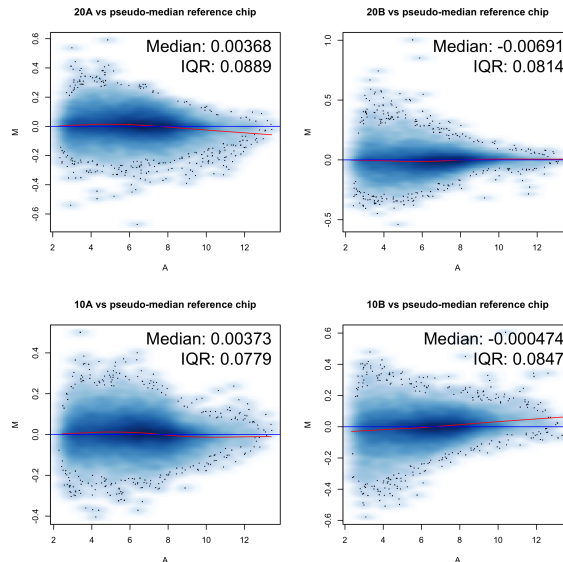 20A vs pseudo-median reference chip
Median: 0.00368
IQR: 0.0889
M
0.6
0.4
0.2
0.0
-0.2
-0.4
-0.6
2 4 6 8 10 12
A
20B vs pseudo-median reference chip
Median: -0.00691
IQR: 0.0814
M
1.0
0.5
0.0
-0.5
2 4 6 8 10 12
A
10A vs pseudo-median reference chip
Median: 0.00373
IQR: 0.0779
M
0.4
0.2
0.0
-0.2
-0.4
2 4 6 8 10 12
A
10B vs pseudo-median reference chip
Median: -0.000474
IQR: 0.0847
M
0.6
0.4
0.2
0.0
-0.2
-0.4
-0.6
2 4 6 8 10 12
A